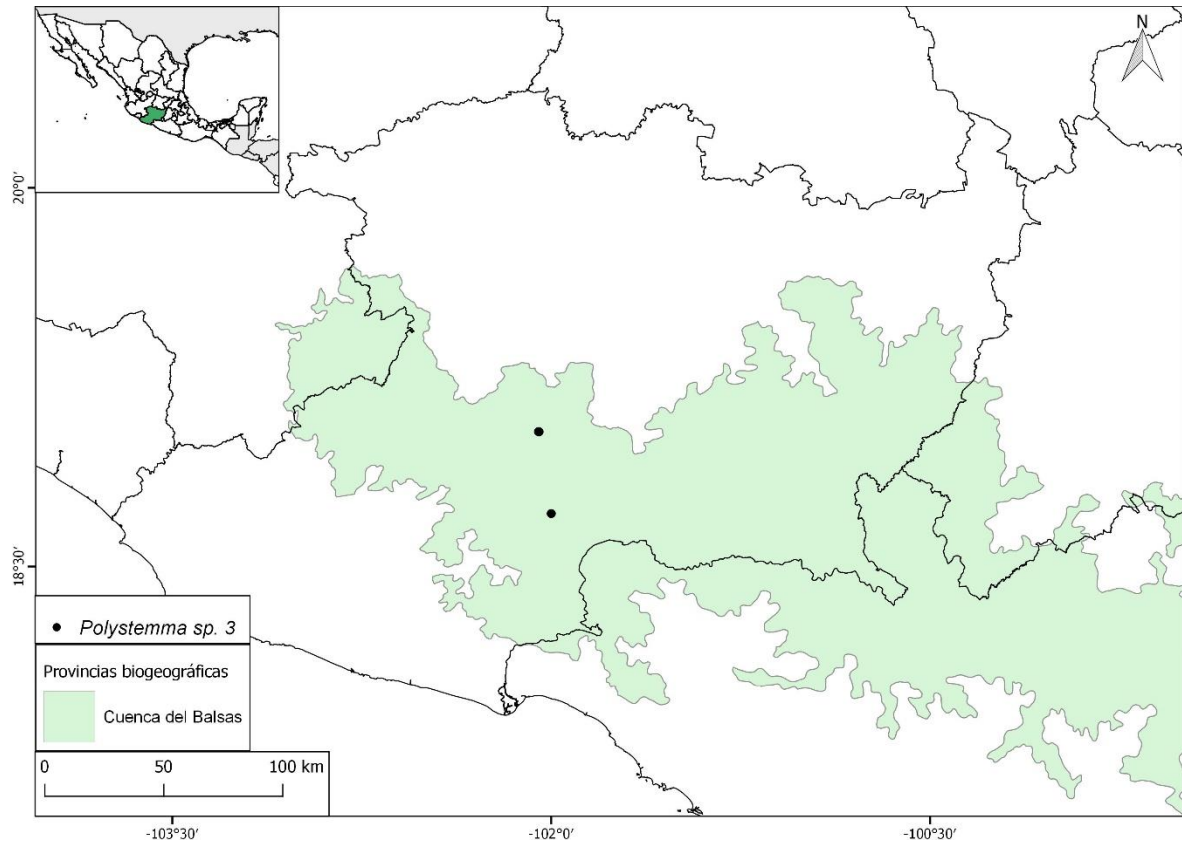 N
20°0'
18°30'
Polystemma sp. 3
Provincias biogeográficas
Cuenca del Balsas
0 50 100 km
-103°30' -102°0' -100°30'